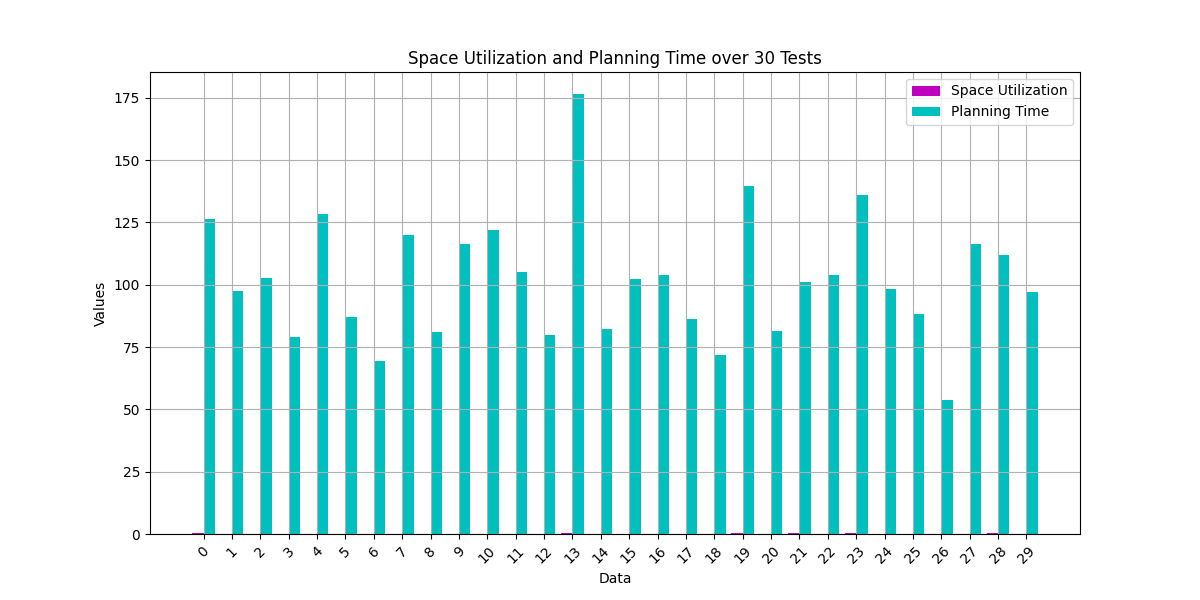 Space Utilization and Planning Time over 30 Tests
Space Utilization
Planning Time
175
150
125
100
75
50
25
0
Values
0 1 2 3 4 5 6 7 8 9 10 11 12 13 14 15 16 17 18 19 20 21 22 23 24 25 26 27 28 29
Data